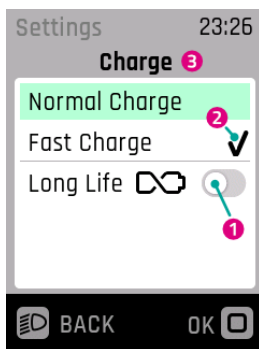 Settings 23:26
Charge 3
Normal Charge
2
Fast Charge
Long Life
1
BACK OK